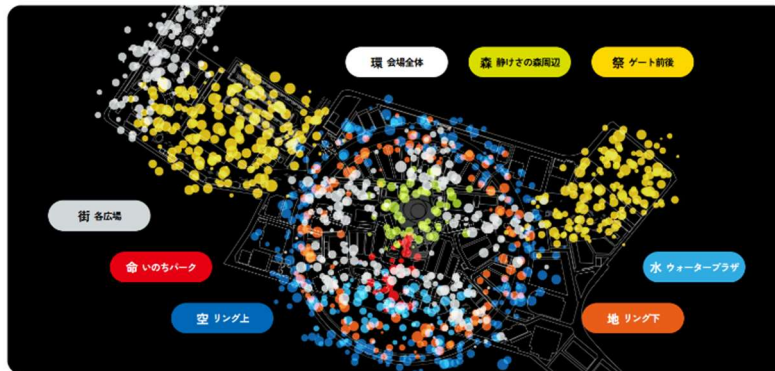 環 会場全体
森 静けさの森周辺
祭 ゲート前後
街 各広場
命 いのちパーク
水 ウォータープラザ
空 リング上
地 リング下